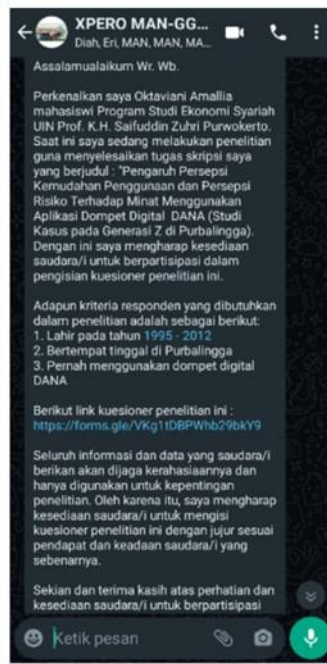 XPERO MAN-GG...
Diah, Eri, MAN, MAN, MA...
Assalamualaikum Wr. Wb.
Perkenalkan saya Oktaviani Amallia
mahasiswi Program Studi Ekonomi Syariah
UIN Prof. K.H. Saifuddin Zuhri Purwokerto.
Saat ini saya sedang melakukan penelitian
guna menyelesaikan tugas skripsi saya
yang berjudul : "Pengaruh Persepsi
Kemudahan Penggunaan dan Persepsi
Risiko Terhadap Minat Menggunakan
Aplikasi Dompet Digital DANA (Studi
Kasus pada Generasi Z di Purbalingga).
Dengan ini saya mengharap kesediaan
saudara/i untuk berpartisipasi dalam
pengisian kuesioner penelitian ini.
Adapun kriteria responden yang dibutuhkan
dalam penelitian adalah sebagai berikut:
1. Lahir pada tahun 1995 - 2012
2. Bertempat tinggal di Purbalingga
3. Pernah menggunakan dompet digital
DANA
Berikut link kuesioner penelitian ini :
https://forms.gle/VKg1tDBPWhb29bkY9
Seluruh informasi dan data yang saudara/i
berikan akan dijaga kerahasiaannya dan
hanya digunakan untuk kepentingan
penelitian. Oleh karena itu, saya mengharap
kesediaan saudara/i untuk mengisi
kuesioner penelitian ini dengan jujur sesuai
pendapat dan keadaan saudara/i yang
sebenarnya.
Sekian dan terima kasih atas perhatian dan
kesediaan saudara/i untuk berpartisipasi
Ketik pesan